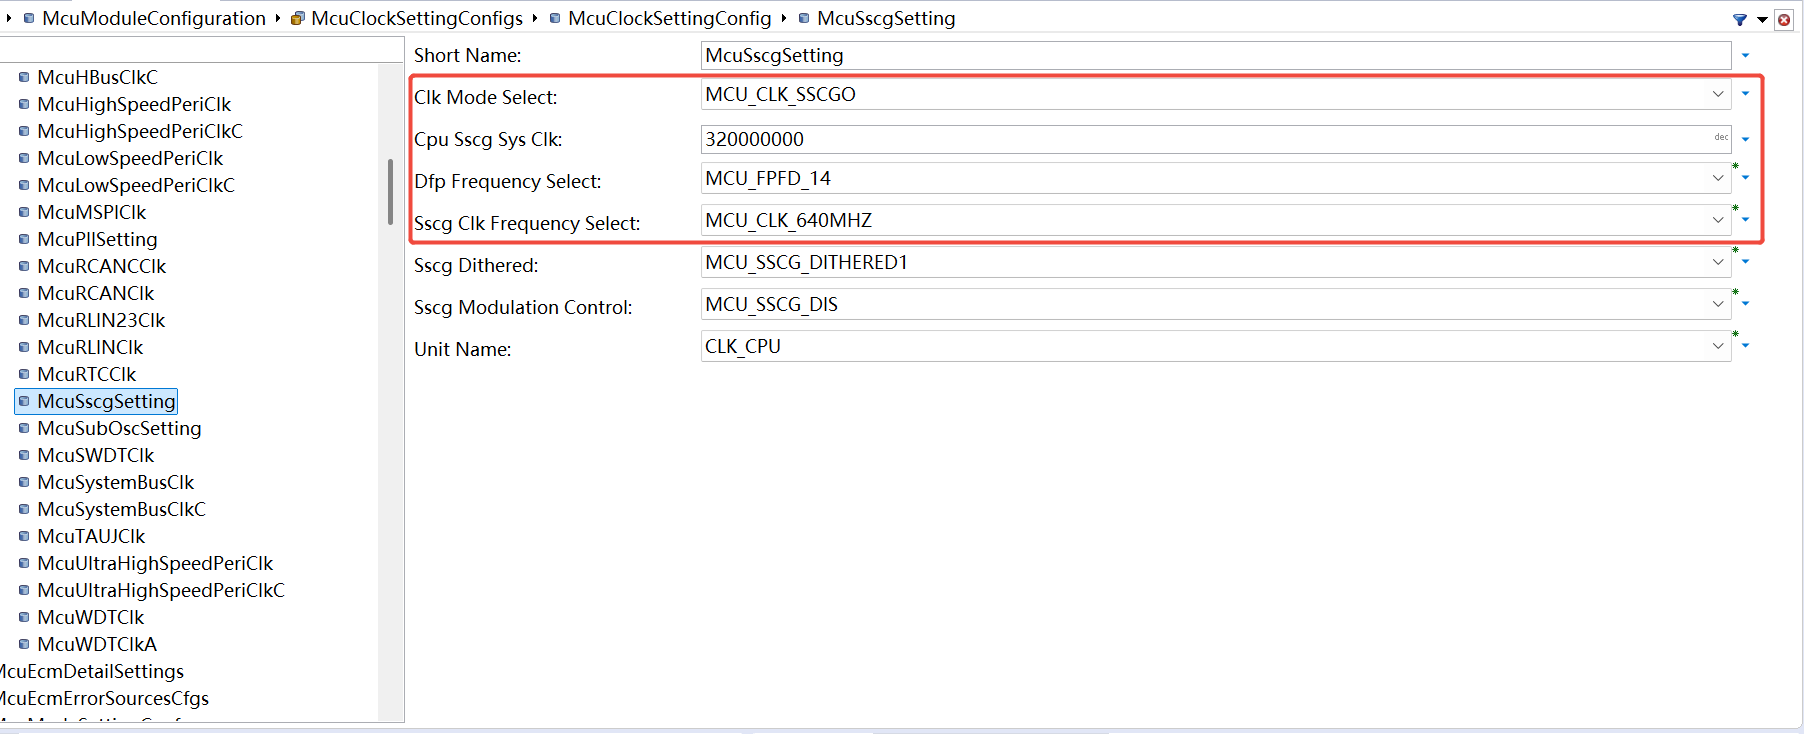 McuModuleConfiguration McuClockSettingConfigs McuClockSettingConfig McuSscgSetting
McuHBusClkC
McuHighSpeedPeriClk
McuHighSpeedPeriClkC
McuLowSpeedPeriClk
McuLowSpeedPeriClkC
McuMSPIClk
McuPllSetting
McuRCANCClk
McuRCANClk
McuRLIN23Clk
McuRLINClk
McuRTCClk
McuSscgSetting
McuSubOscSetting
McuSWDTClk
McuSystemBusClk
McuSystemBusClkC
McuTAUJClk
McuUltraHighSpeedPeriClk
McuUltraHighSpeedPeriClkC
McuWDTClk
McuWDTClkA
McuEcmDetailSettings
McuEcmErrorSourcesCfgs
Short Name: McuSscgSetting
Clk Mode Select: MCU_CLK_SSCGO
Cpu Sscg Sys Clk: 320000000 dec
Dfp Frequency Select: MCU_FPFD_14
Sscg Clk Frequency Select: MCU_CLK_640MHZ
Sscg Dithered: MCU_SSCG_DITHERED1
Sscg Modulation Control: MCU_SSCG_DIS
Unit Name: CLK_CPU